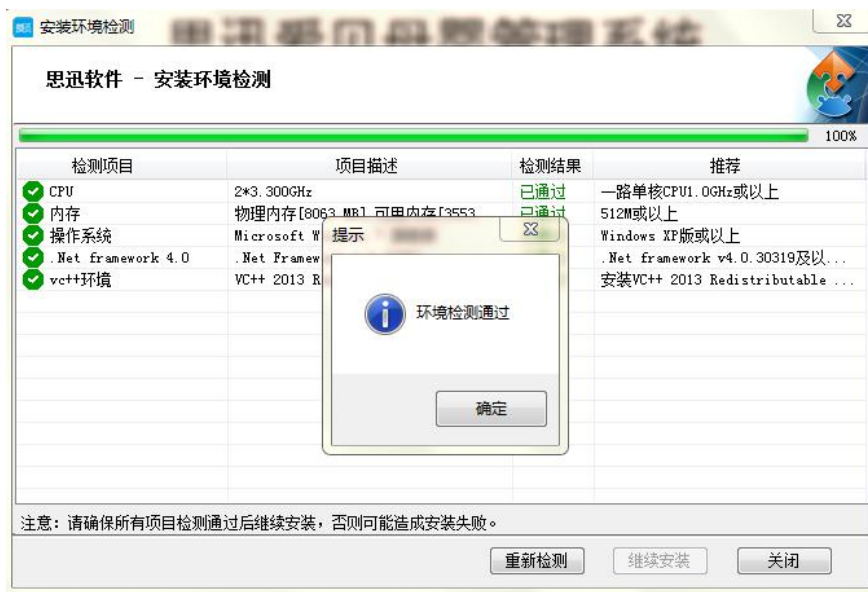 安装环境检测
思迅软件 - 安装环境检测
100%
检测项目 项目描述 检测结果 推荐
CPU 2*3.300GHz 已通过 一路单核CPU1.0GHz或以上
内存 物理内存[8063 MB] 可用内存[3553 已通过 512M或以上
操作系统 Microsoft W Windows XP版或以上
.Net framework 4.0 .Net Framew .Net framework v4.0.30319及以...
vc++环境 VC++ 2013 R 安装VC++ 2013 Redistributable ...
提示
环境检测通过
确定
注意：请确保所有项目检测通过后继续安装，否则可能造成安装失败。
重新检测 继续安装 关闭